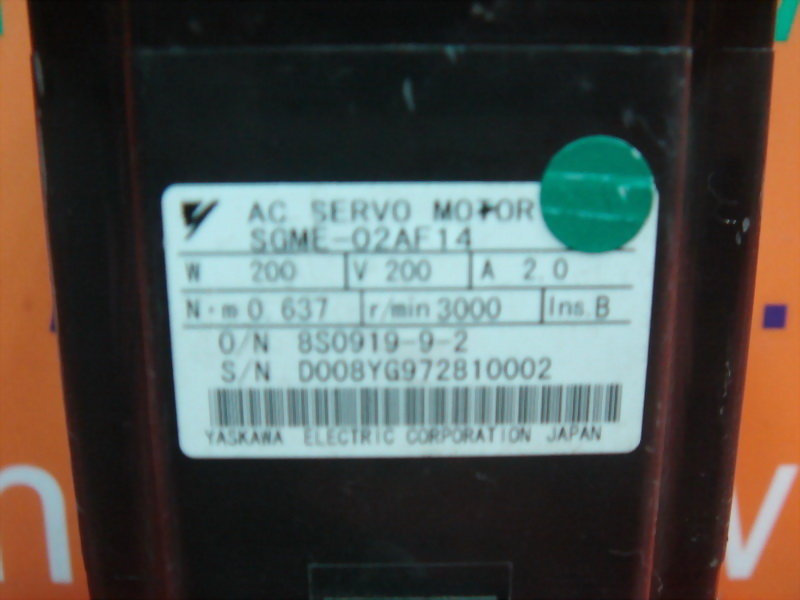 AC SERVO MOTOR
SGME-02AF14
W 200 V 200 A 2.0
N·m 0.637 r/min 3000 Ins. B
O/N 8S0919-9-2
S/N D008YG972810002
YASKAWA ELECTRIC CORPORATION JAPAN
n
w